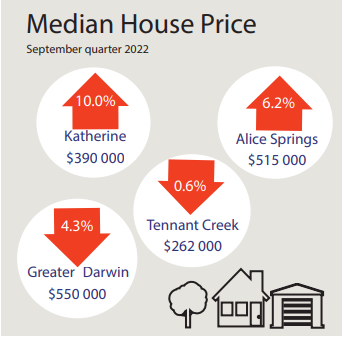 Median House Price
September quarter 2022
10.0%
Katherine
$390 000
6.2%
Alice Springs
$515 000
0.6%
Tennant Creek
$262 000
4.3%
Greater Darwin
$550 000